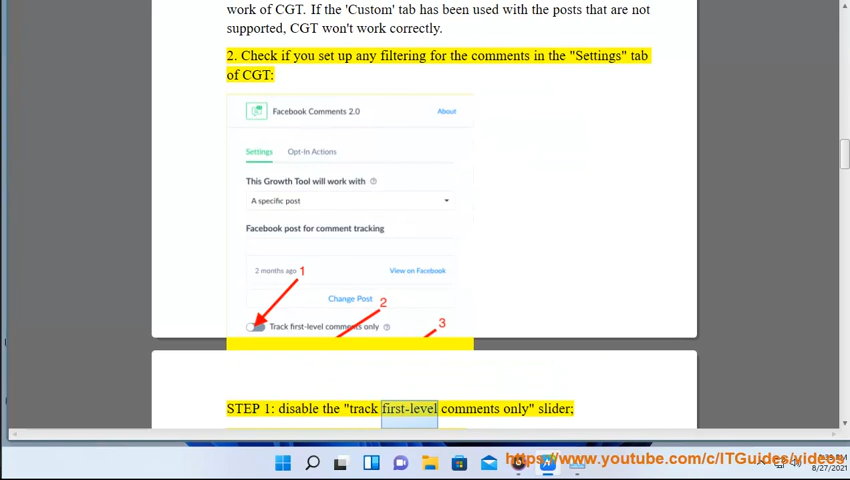 work of CGT. If the 'Custom' tab has been used with the posts that are not
supported, CGT won't work correctly.
2. Check if you set up any filtering for the comments in the "Settings" tab
of CGT:
Facebook Comments 2.0 About
Settings Opt-In Actions
This Growth Tool will work with
A specific post
Facebook post for comment tracking
2 months ago 1 View on Facebook
Change Post 2
Track first-level comments only 3
STEP 1: disable the "track first-level comments only" slider;
https://www.youtube.com/c/ITGuides/videos
8/27/2021